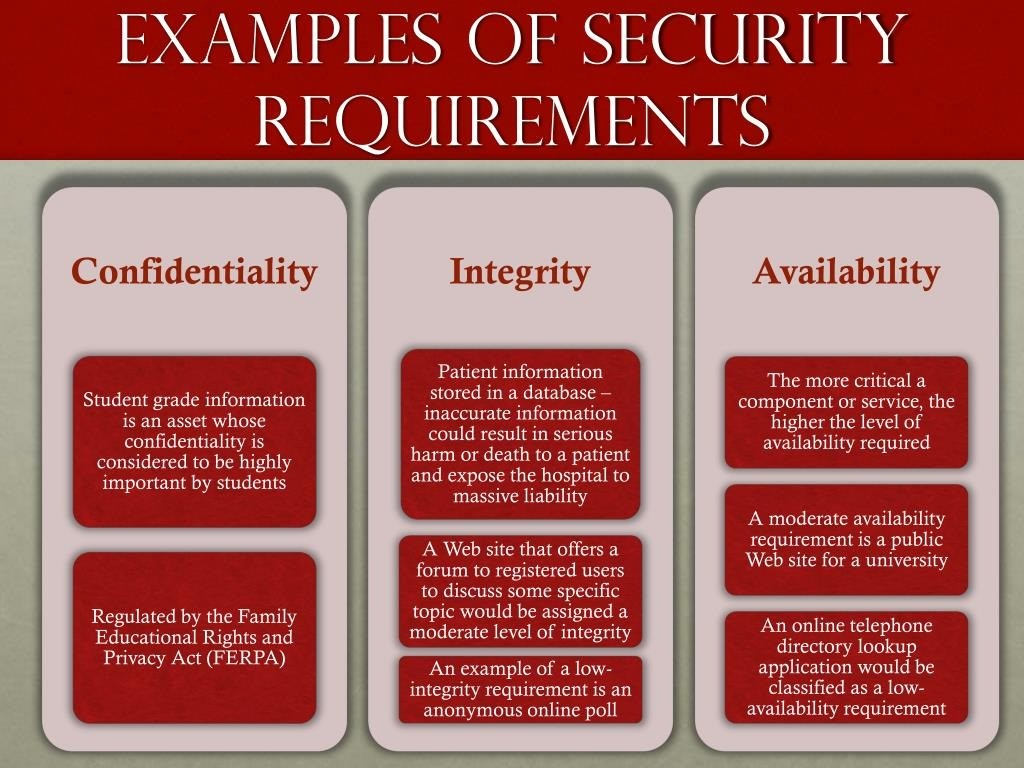 EXAMPLES OF SECURITY
REQUIREMENTS
Confidentiality
Student grade information
is an asset whose
confidentiality is
considered to be highly
important by students
Regulated by the Family
Educational Rights and
Privacy Act (FERPA)
Integrity
Patient information
stored in a database –
inaccurate information
could result in serious
harm or death to a patient
and expose the hospital to
massive liability
A Web site that offers a
forum to registered users
to discuss some specific
topic would be assigned a
moderate level of integrity
An example of a low-
integrity requirement is an
anonymous online poll
Availability
The more critical a
component or service, the
higher the level of
availability required
A moderate availability
requirement is a public
Web site for a university
An online telephone
directory lookup
application would be
classified as a low-
availability requirement